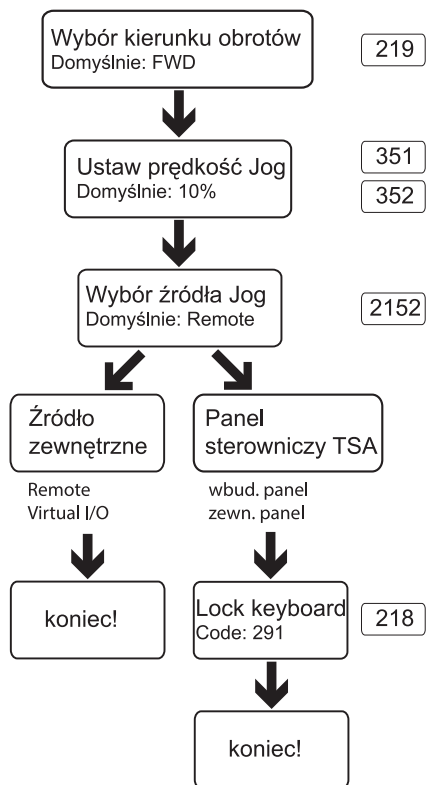 Wybór kierunku obrotów
Domyślnie: FWD
219
Ustaw prędkość Jog
Domyślnie: 10%
351
352
Wybór źródła Jog
Domyślnie: Remote
2152
Źródło
zewnętrzne
Remote
Virtual I/O
koniec!
Panel
sterowniczy TSA
wbud. panel
zewn. panel
Lock keyboard
Code: 291
218
koniec!